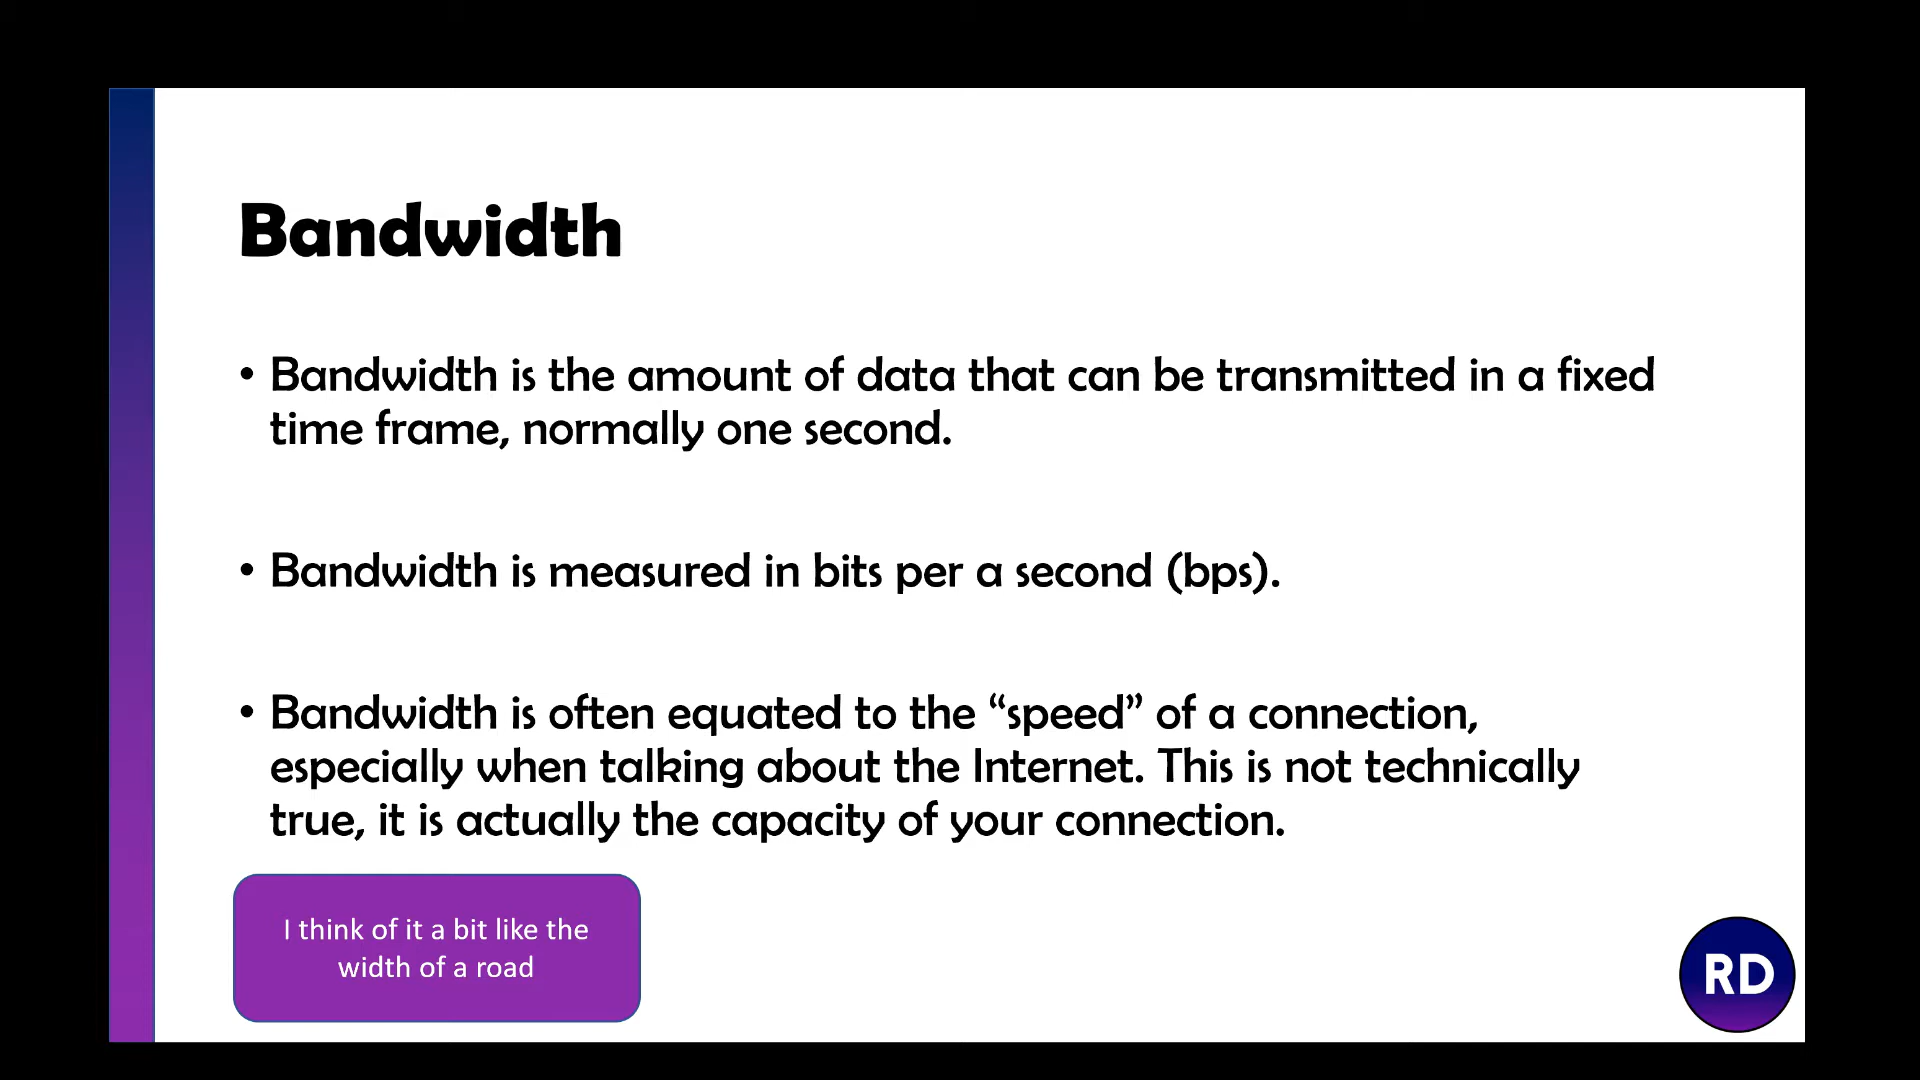 Bandwidth
• Bandwidth is the amount of data that can be transmitted in a fixed
time frame, normally one second.
• Bandwidth is measured in bits per a second (bps).
• Bandwidth is often equated to the “speed” of a connection,
especially when talking about the Internet. This is not technically
true, it is actually the capacity of your connection.
I think of it a bit like the
width of a road
RD